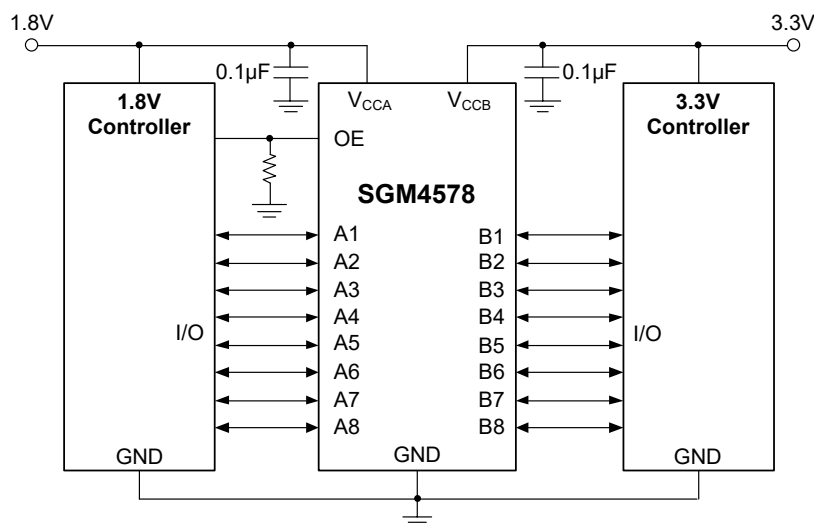 1.8V
3.3V
0.1µF
0.1µF
1.8V
Controller
V_CCA
V_CCB
3.3V
Controller
OE
SGM4578
A1
B1
A2
B2
A3
B3
A4
B4
I/O
I/O
A5
B5
A6
B6
A7
B7
A8
B8
GND
GND
GND